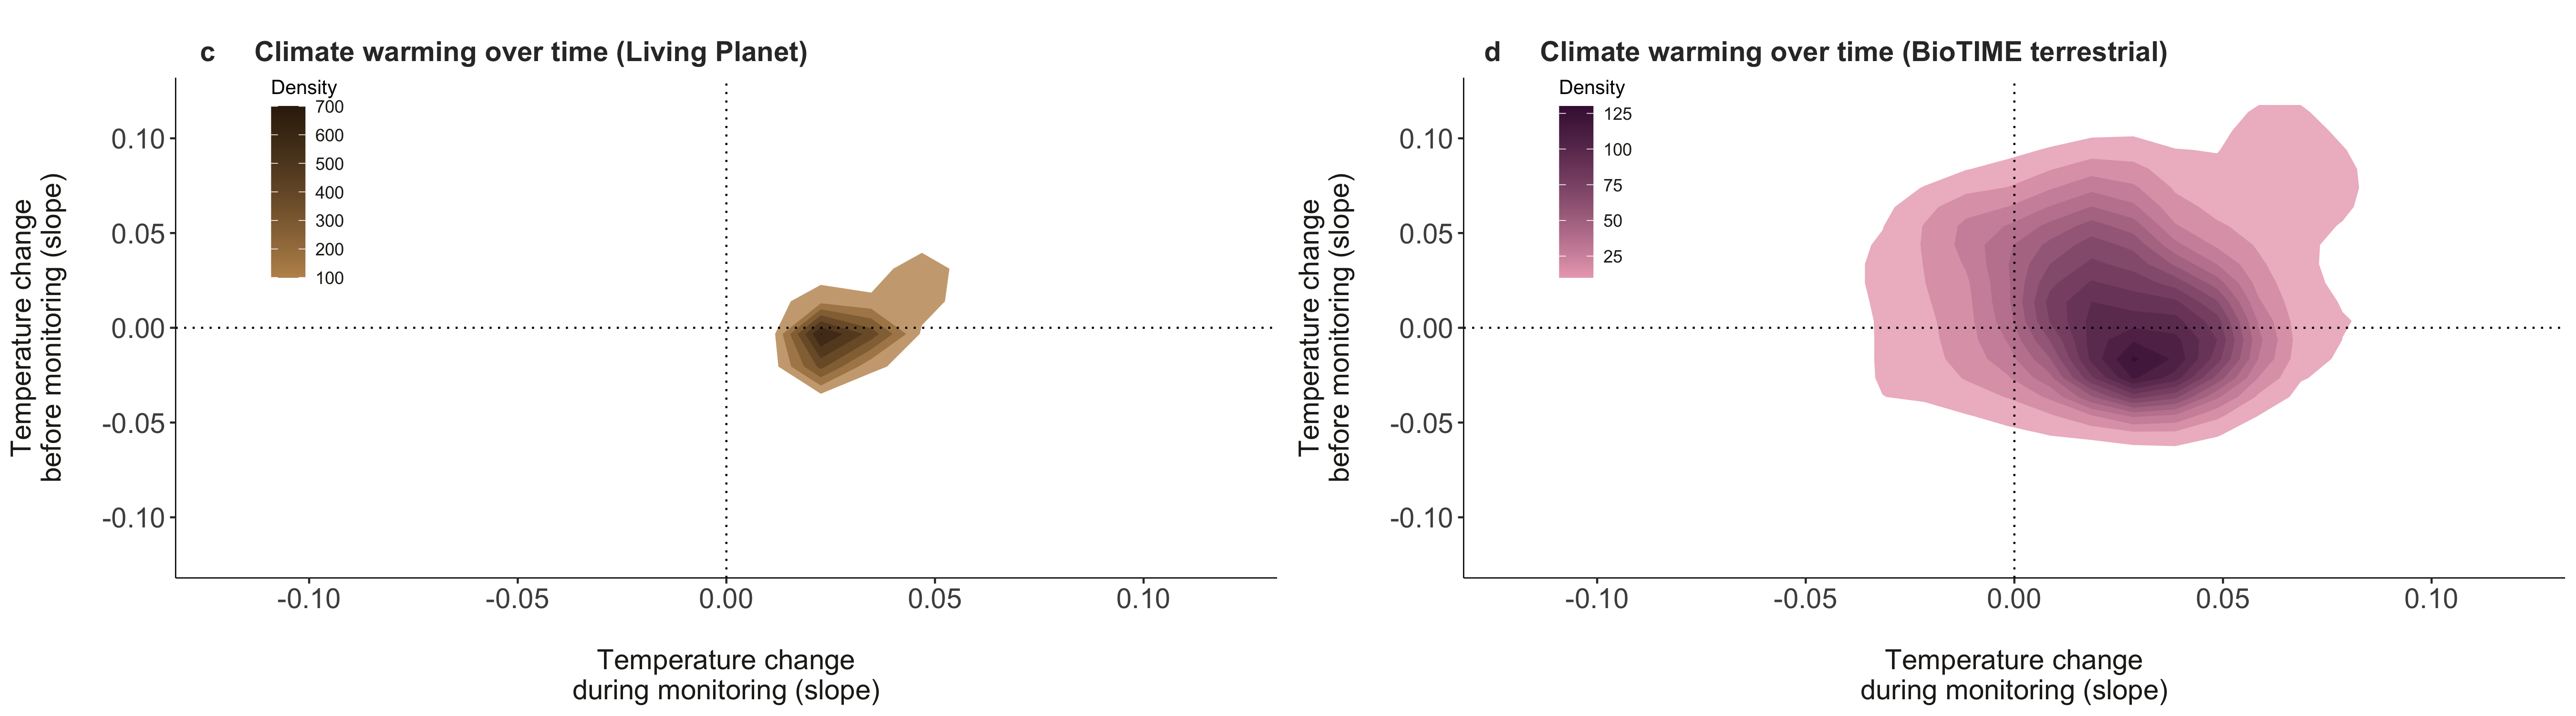 c Climate warming over time (Living Planet)
Density
700
600
500
400
300
200
100
Temperature change
before monitoring (slope)
0.10
0.05
0.00
-0.05
-0.10
-0.10 -0.05 0.00 0.05 0.10
Temperature change
during monitoring (slope)
d Climate warming over time (BioTIME terrestrial)
Density
125
100
75
50
25
Temperature change
before monitoring (slope)
0.10
0.05
0.00
-0.05
-0.10
-0.10 -0.05 0.00 0.05 0.10
Temperature change
during monitoring (slope)